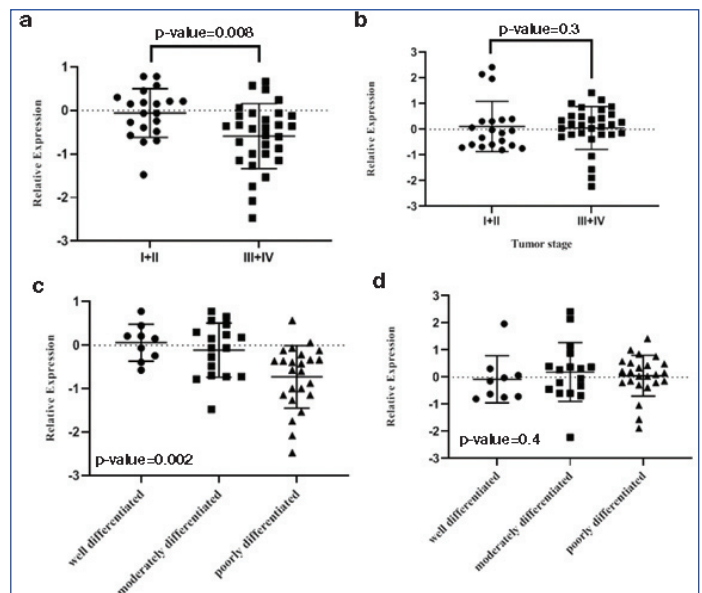 a
p-value=0.008
Relative Expression
1
0
-1
-2
-3
I+II
III+IV
b
p-value=0.3
Relative Expression
3
2
1
0
-1
-2
-3
I+II
III+IV
Tumor stage
c
Relative Expression
1
0
-1
-2
-3
p-value=0.002
well differentiated
moderately differentiated
poorly differentiated
d
Relative Expression
3
2
1
0
-1
-2
-3
p-value=0.4
well differentiated
moderately differentiated
poorly differentiated